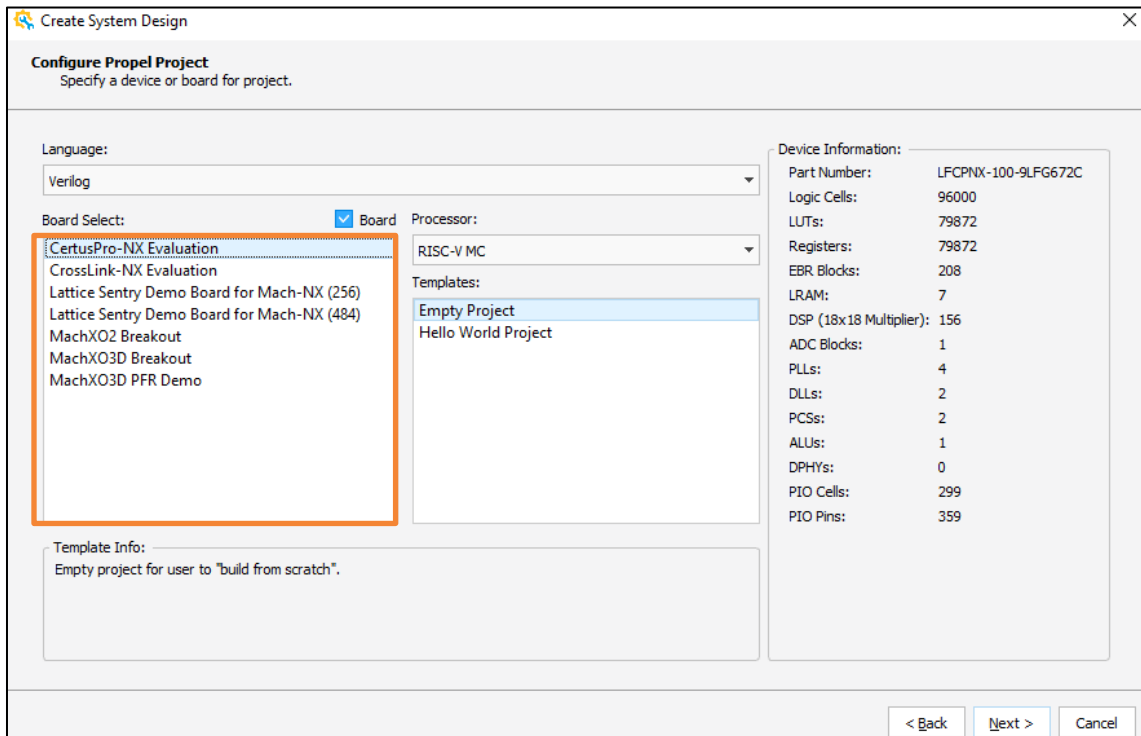 Create System Design
Configure Propel Project
Specify a device or board for project.
Language:
Verilog
Board Select:
Board
CertusPro-NX Evaluation
CrossLink-NX Evaluation
Lattice Sentry Demo Board for Mach-NX (256)
Lattice Sentry Demo Board for Mach-NX (484)
MachXO2 Breakout
MachXO3D Breakout
MachXO3D PFR Demo
Processor:
RISC-V MC
Templates:
Empty Project
Hello World Project
Template Info:
Empty project for user to "build from scratch".
Device Information:
Part Number: LFCPNX-100-9LFG672C
Logic Cells: 96000
LUTs: 79872
Registers: 79872
EBR Blocks: 208
LRAM: 7
DSP (18x18 Multiplier): 156
ADC Blocks: 1
PLLs: 4
DLLs: 2
PCSs: 2
ALUs: 1
DPHYs: 0
PIO Cells: 299
PIO Pins: 359
< Back
Next >
Cancel